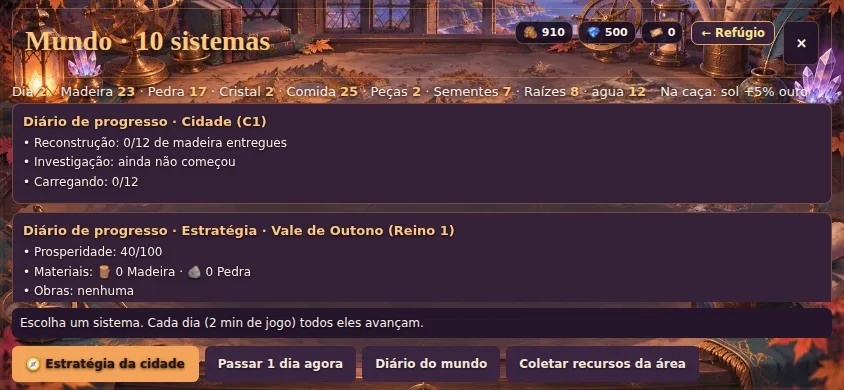 Mundo · 10 sistemas
910 500 0 ← Refúgio ×
Dia 2 · Madeira 23 · Pedra 17 · Cristal 2 · Comida 25 · Peças 2 · Sementes 7 · Raízes 8 · agua 12 Na caça: sol +5% ouro
Diário de progresso · Cidade (C1)
• Reconstrução: 0/12 de madeira entregues
• Investigação: ainda não começou
• Carregando: 0/12
Diário de progresso · Estratégia · Vale de Outono (Reino 1)
• Prosperidade: 40/100
• Materiais: 0 Madeira · 0 Pedra
• Obras: nenhuma
Escolha um sistema. Cada dia (2 min de jogo) todos eles avançam.
Estratégia da cidade Passar 1 dia agora Diário do mundo Coletar recursos da área